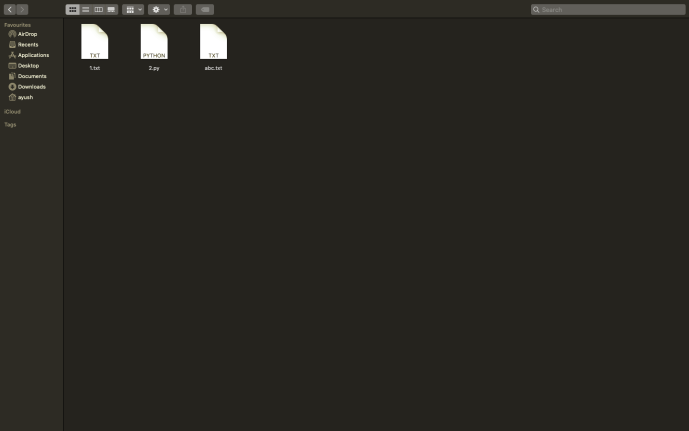 Search
Favourites
AirDrop
Recents
Applications
Desktop
Documents
Downloads
ayush
iCloud
Tags
TXT
1.txt
PYTHON
2.py
TXT
abc.txt